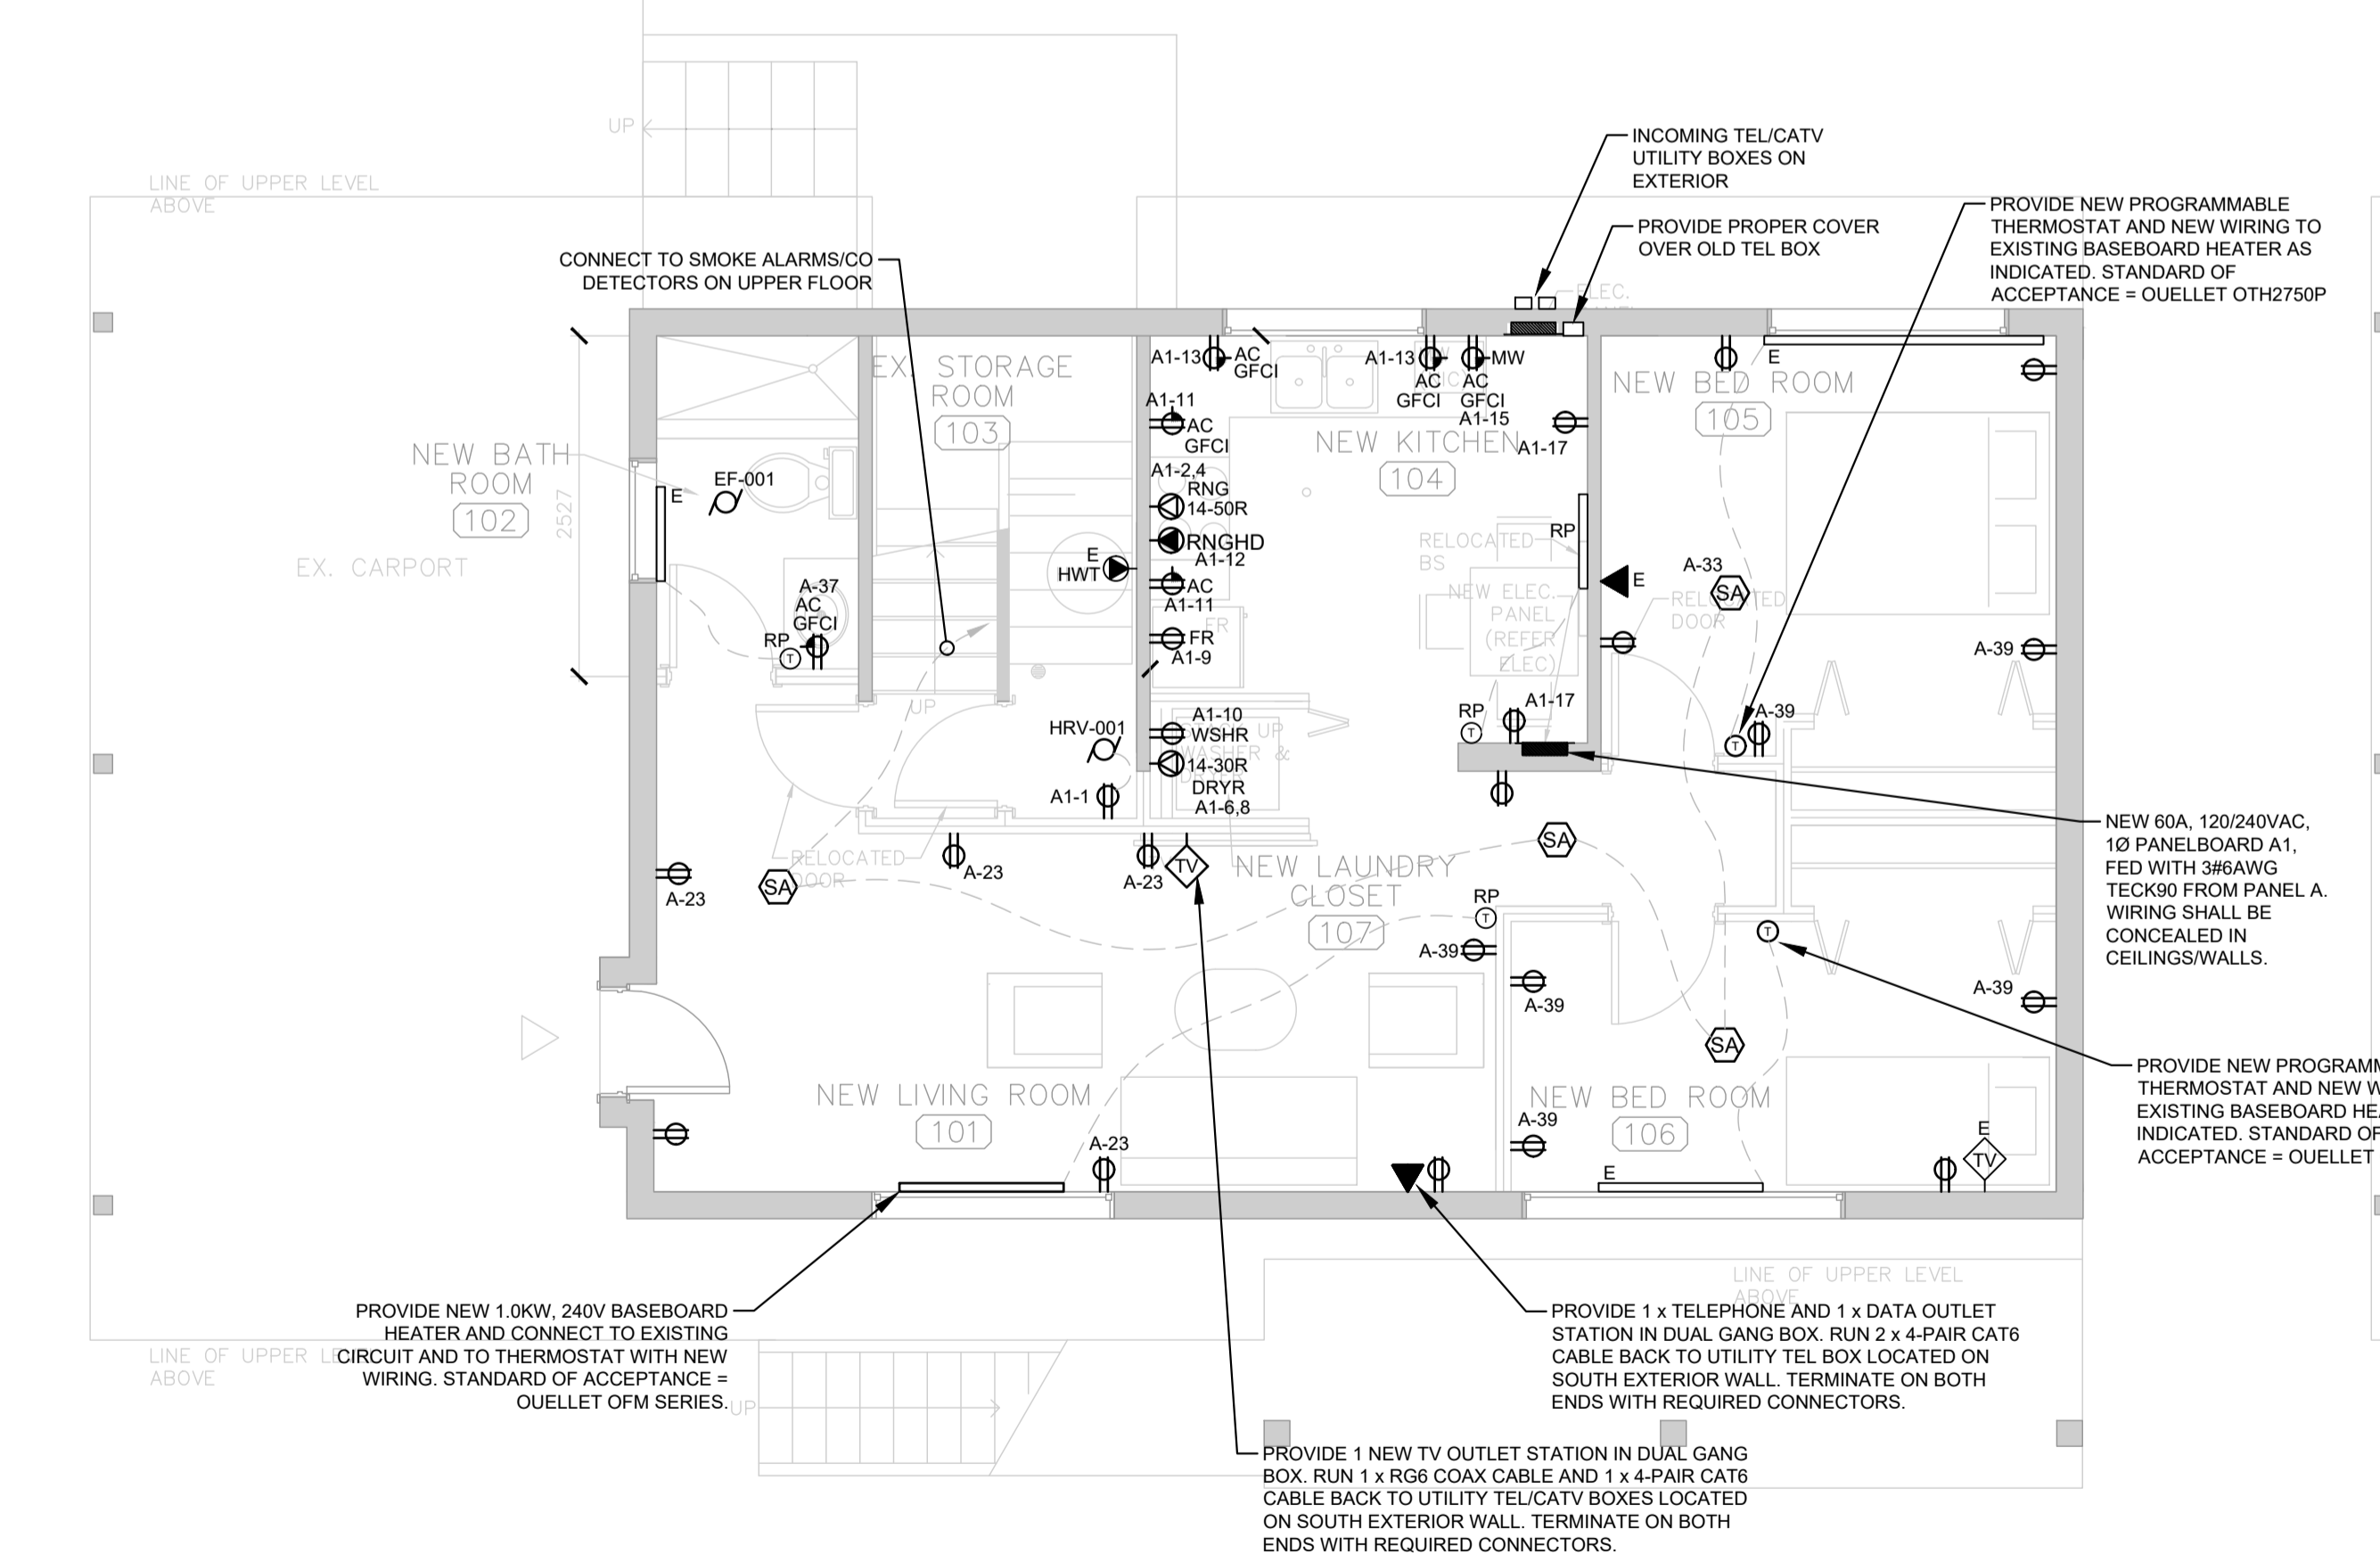 UP
LINE OF UPPER LEVEL
ABOVE
INCOMING TEL/CATV
UTILITY BOXES ON
EXTERIOR
PROVIDE PROPER COVER
OVER OLD TEL BOX
PROVIDE NEW PROGRAMMABLE
THERMOSTAT AND NEW WIRING TO
EXISTING BASEBOARD HEATER AS
INDICATED. STANDARD OF
ACCEPTANCE = OUELLET OTH2750P
CONNECT TO SMOKE ALARMS/CO
DETECTORS ON UPPER FLOOR
ELEC.
EX. STORAGE
ROOM
103
A1-13
AC
GFCI
A1-13
AC
GFCI
MW
AC
GFCI
A1-15
E
NEW BED ROOM
105
A1-11
AC
GFCI
NEW KITCHEN
104
A1-17
NEW BATH
ROOM
102
2527
E
EF-001
A1-2,4
RNG
14-50R
RNGHD
A1-12
AC
A1-11
E
HWT
RP
RELOCATED
BS
NEW ELEC.
PANEL
(REFER
ELEC)
E
RELOCATED
DOOR
A-33
SA
EX. CARPORT
A-37
AC
GFCI
RP
T
FR
FR
A1-9
A-39
UP
HRV-001
A1-10
WSHR
STACK UP
WASHER &
DRYER
14-30R
DRYR
A1-6,8
A1-1
RP
T
A1-17
A-39
T
NEW 60A, 120/240VAC,
1Ø PANELBOARD A1,
FED WITH 3#6AWG
TECK90 FROM PANEL A.
WIRING SHALL BE
CONCEALED IN
CEILINGS/WALLS.
RELOCATED
DOOR
SA
A-23
A-23
A-23
TV
NEW LAUNDRY
CLOSET
107
SA
RP
T
A-39
T
A-39
A-39
SA
NEW LIVING ROOM
101
A-23
NEW BED ROOM
106
A-39
E
E
TV
PROVIDE NEW PROGRAMM
THERMOSTAT AND NEW W
EXISTING BASEBOARD HEA
INDICATED. STANDARD OF
ACCEPTANCE = OUELLET
LINE OF UPPER LEVEL
ABOVE
PROVIDE NEW 1.0KW, 240V BASEBOARD
HEATER AND CONNECT TO EXISTING
CIRCUIT AND TO THERMOSTAT WITH NEW
WIRING. STANDARD OF ACCEPTANCE =
OUELLET OFM SERIES.
LINE OF UPPER LEVEL
ABOVE
UP
PROVIDE 1 x TELEPHONE AND 1 x DATA OUTLET
STATION IN DUAL GANG BOX. RUN 2 x 4-PAIR CAT6
CABLE BACK TO UTILITY TEL BOX LOCATED ON
SOUTH EXTERIOR WALL. TERMINATE ON BOTH
ENDS WITH REQUIRED CONNECTORS.
PROVIDE 1 NEW TV OUTLET STATION IN DUAL GANG
BOX. RUN 1 x RG6 COAX CABLE AND 1 x 4-PAIR CAT6
CABLE BACK TO UTILITY TEL/CATV BOXES LOCATED
ON SOUTH EXTERIOR WALL. TERMINATE ON BOTH
ENDS WITH REQUIRED CONNECTORS.